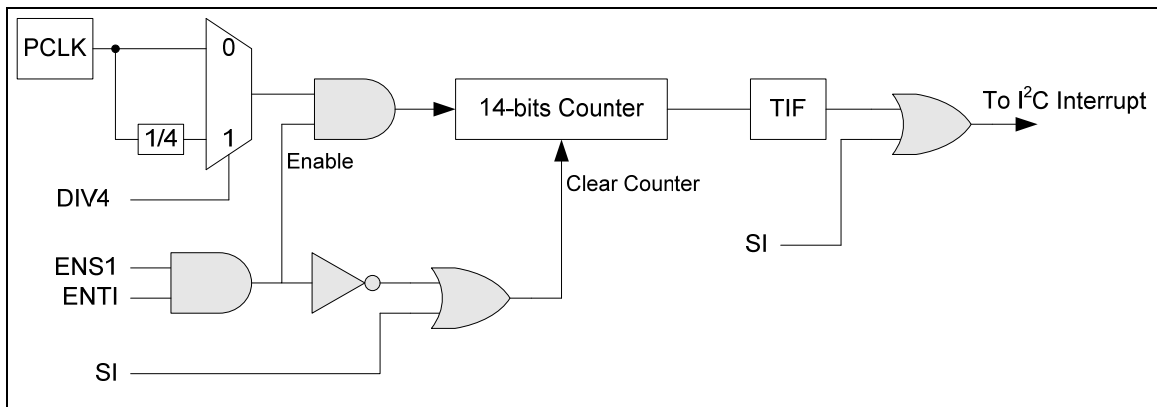 PCLK
0
1/4
1
Enable
DIV4
ENS1
ENTI
SI
14-bits Counter
Clear Counter
TIF
SI
To I²C Interrupt